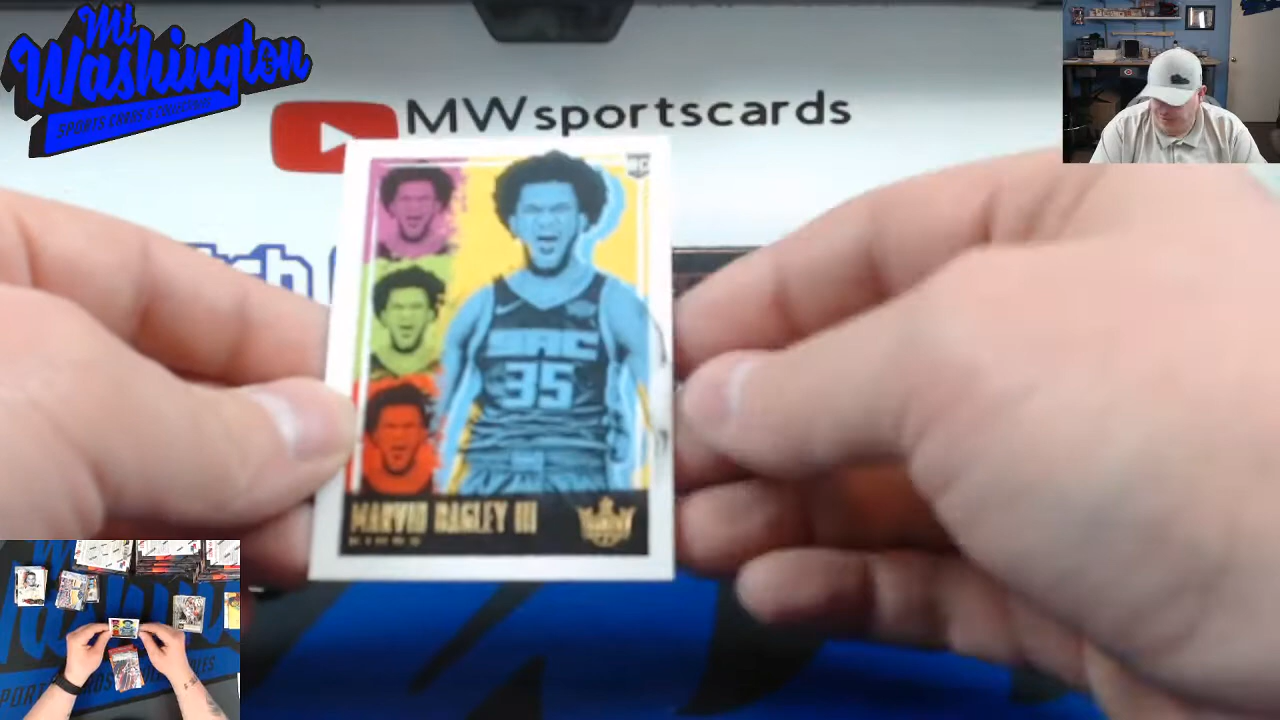 Mt
Washington
SPORTS CARDS & COLLECTIBLES
MWsportscards
RC
SAC
35
MARVIN BAGLEY III
KINGS